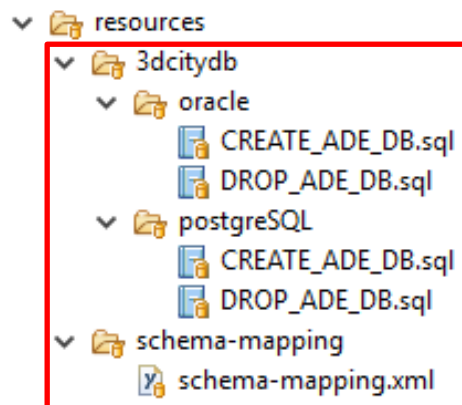 resources
3dcitydb
oracle
CREATE_ADE_DB.sql
DROP_ADE_DB.sql
postgreSQL
CREATE_ADE_DB.sql
DROP_ADE_DB.sql
schema-mapping
schema-mapping.xml